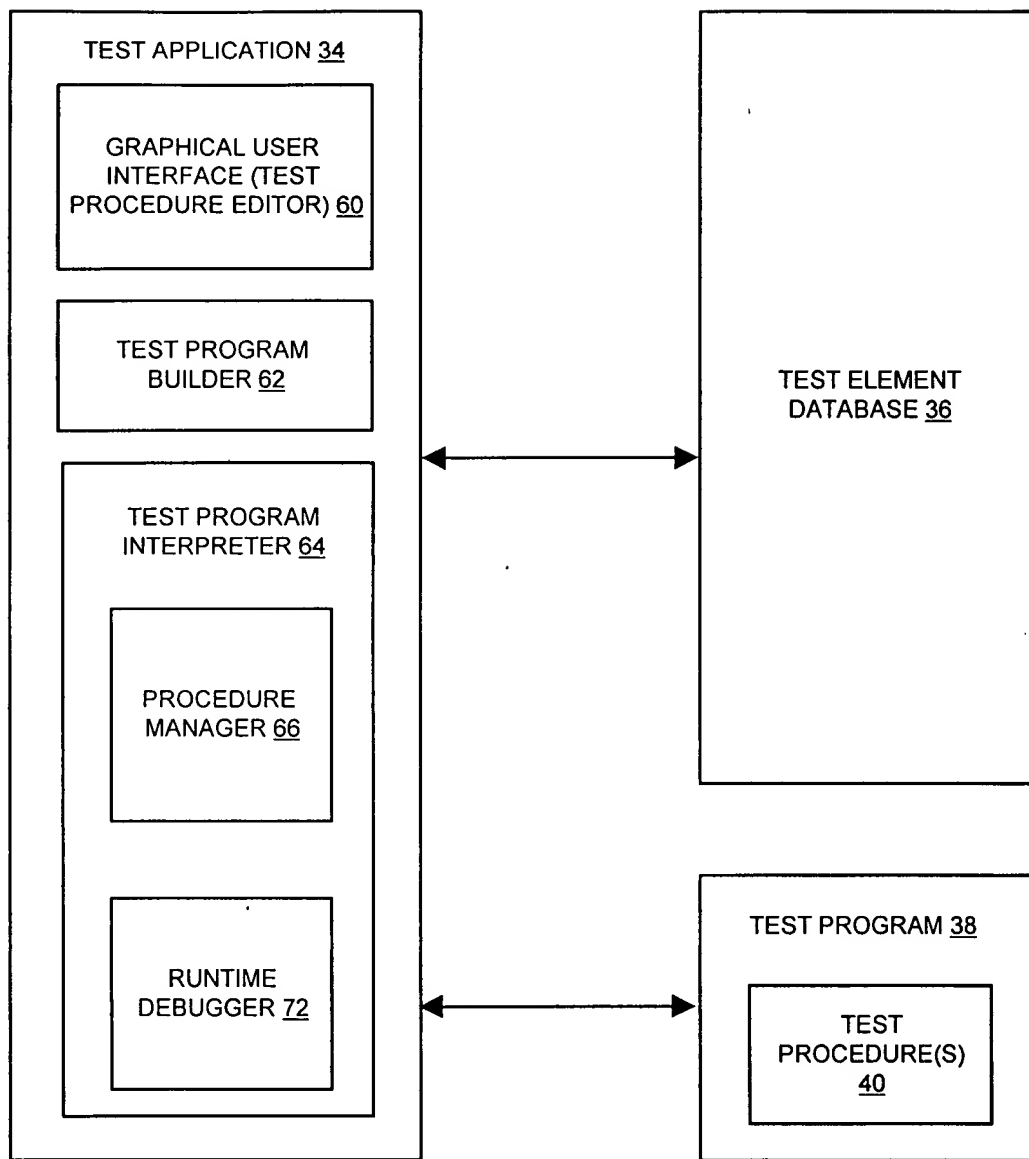 TEST APPLICATION 34
GRAPHICAL USER
INTERFACE (TEST
PROCEDURE EDITOR) 60
TEST PROGRAM
BUILDER 62
TEST PROGRAM
INTERPRETER 64
PROCEDURE
MANAGER 66
RUNTIME
DEBUGGER 72
TEST ELEMENT
DATABASE 36
TEST PROGRAM 38
TEST
PROCEDURE(S)
40